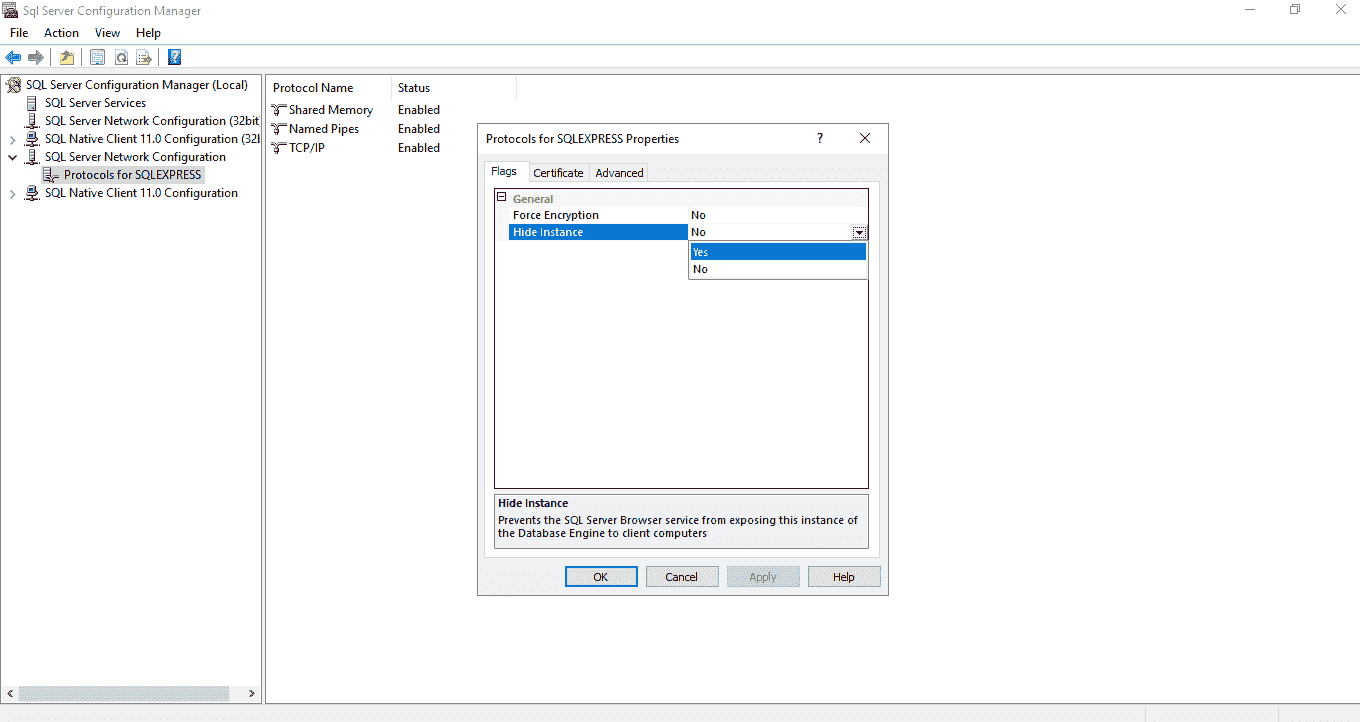 Sql Server Configuration Manager
File Action View Help
SQL Server Configuration Manager (Local)
SQL Server Services
SQL Server Network Configuration (32bit
SQL Native Client 11.0 Configuration (32b
SQL Server Network Configuration
Protocols for SQLEXPRESS
SQL Native Client 11.0 Configuration
Protocol Name Status
Shared Memory Enabled
Named Pipes Enabled
TCP/IP Enabled
Protocols for SQLEXPRESS Properties
Flags Certificate Advanced
General
Force Encryption No
Hide Instance No
Yes
No
Hide Instance
Prevents the SQL Server Browser service from exposing this instance of
the Database Engine to client computers
OK Cancel Apply Help